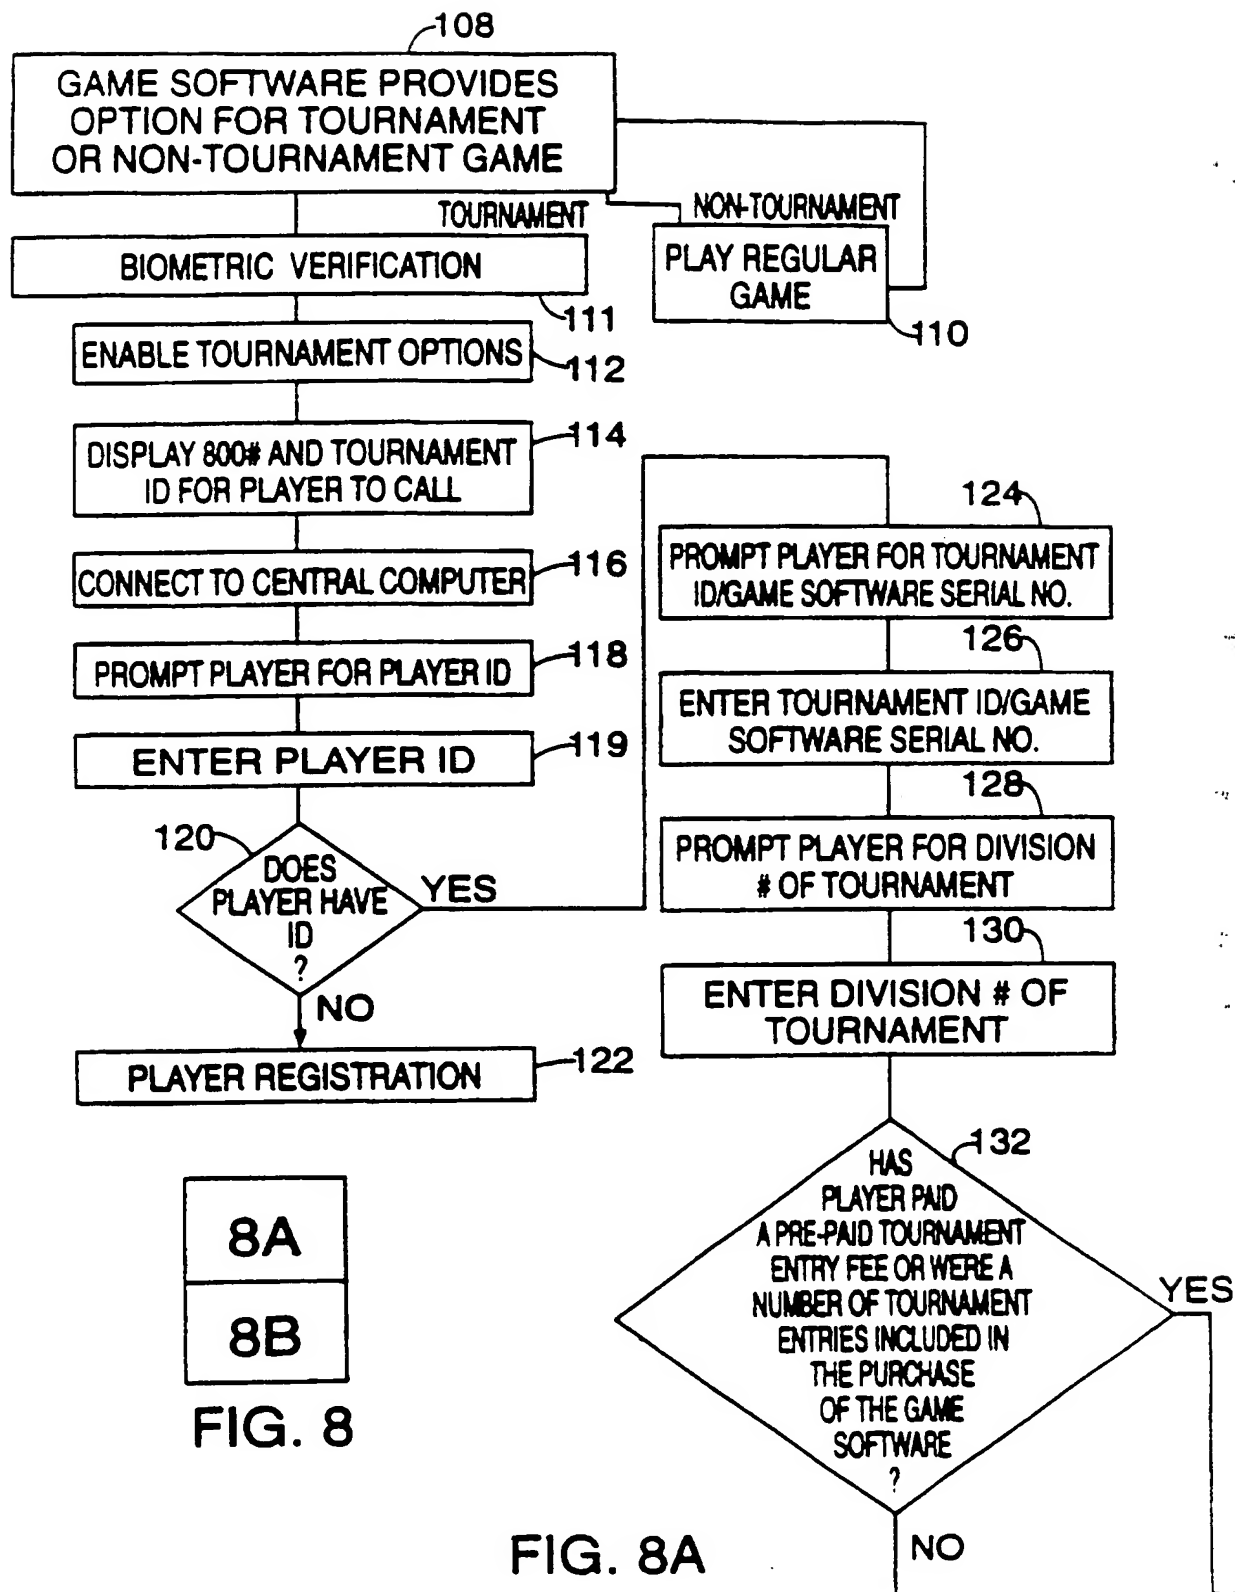 108
GAME SOFTWARE PROVIDES
OPTION FOR TOURNAMENT
OR NON-TOURNAMENT GAME
TOURNAMENT
NON-TOURNAMENT
PLAY REGULAR
GAME
110
BIOMETRIC VERIFICATION
111
ENABLE TOURNAMENT OPTIONS
112
DISPLAY 800# AND TOURNAMENT
ID FOR PLAYER TO CALL
114
CONNECT TO CENTRAL COMPUTER
116
PROMPT PLAYER FOR PLAYER ID
118
ENTER PLAYER ID
119
120
DOES
PLAYER HAVE
ID
?
YES
NO
PLAYER REGISTRATION
122
124
PROMPT PLAYER FOR TOURNAMENT
ID/GAME SOFTWARE SERIAL NO.
126
ENTER TOURNAMENT ID/GAME
SOFTWARE SERIAL NO.
128
PROMPT PLAYER FOR DIVISION
# OF TOURNAMENT
130
ENTER DIVISION # OF
TOURNAMENT
132
HAS
PLAYER PAID
A PRE-PAID TOURNAMENT
ENTRY FEE OR WERE A
NUMBER OF TOURNAMENT
ENTRIES INCLUDED IN
THE PURCHASE
OF THE GAME
SOFTWARE
?
YES
NO
8A
8B
FIG. 8
FIG. 8A